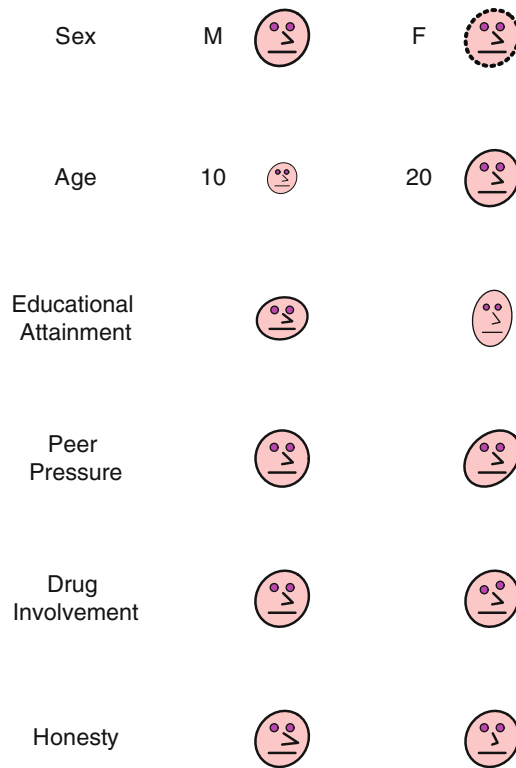 Sex M F
Age 10 20
Educational
Attainment
Peer
Pressure
Drug
Involvement
Honesty